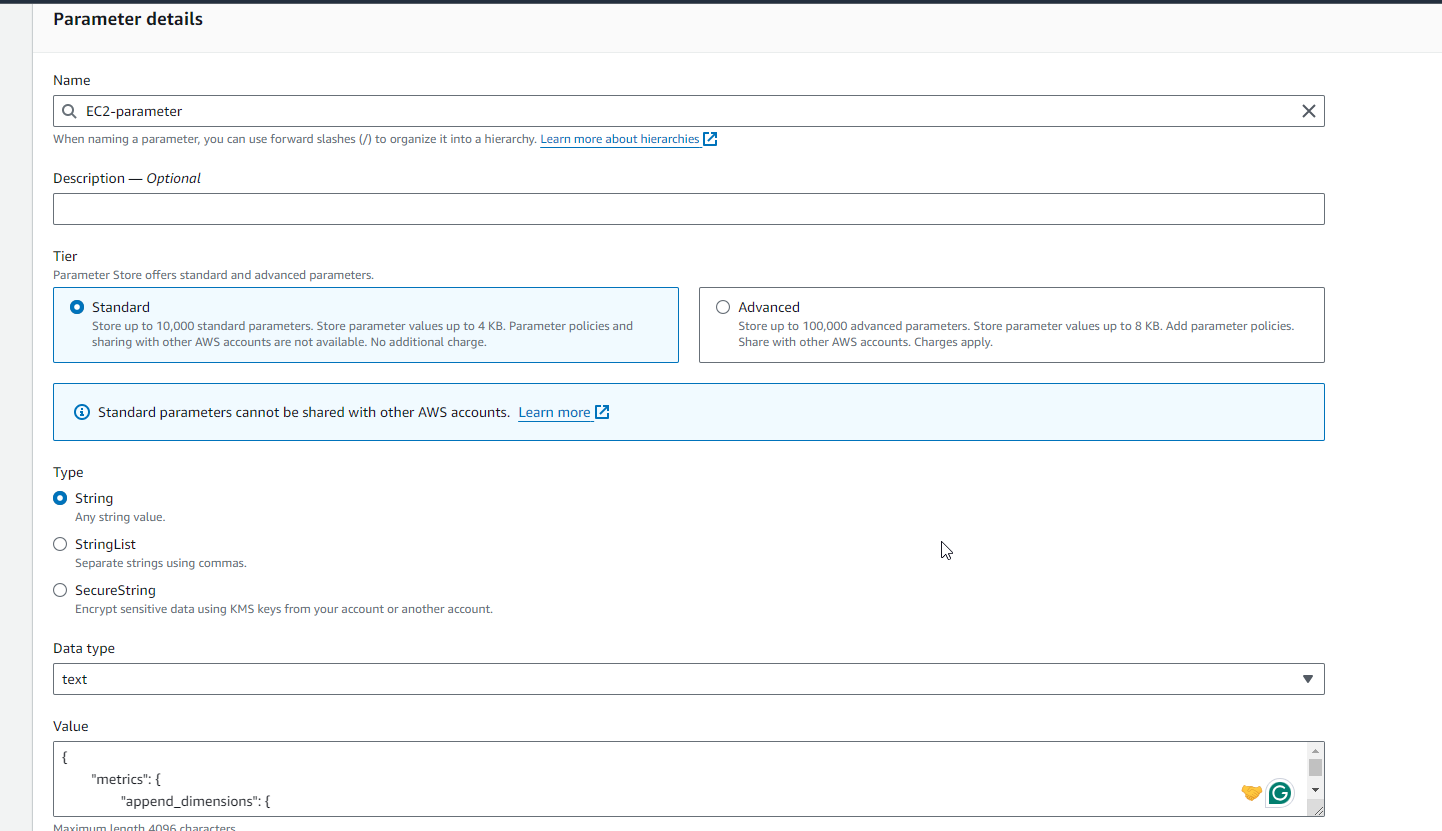 Parameter details
Name
EC2-parameter
When naming a parameter, you can use forward slashes (/) to organize it into a hierarchy. Learn more about hierarchies
Description — Optional
Tier
Parameter Store offers standard and advanced parameters.
Standard
Store up to 10,000 standard parameters. Store parameter values up to 4 KB. Parameter policies and
sharing with other AWS accounts are not available. No additional charge.
Advanced
Store up to 100,000 advanced parameters. Store parameter values up to 8 KB. Add parameter policies.
Share with other AWS accounts. Charges apply.
Standard parameters cannot be shared with other AWS accounts. Learn more
Type
String
Any string value.
StringList
Separate strings using commas.
SecureString
Encrypt sensitive data using KMS keys from your account or another account.
Data type
text
Value
{
"metrics": {
"append_dimensions": {
Maximum length 4096 characters